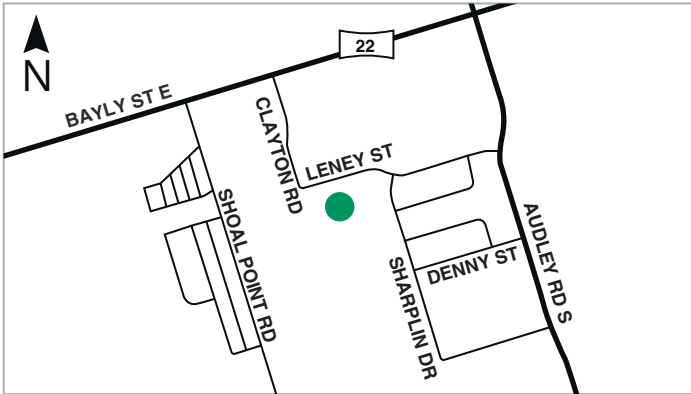 N
22
BAYLY ST E
CLAYTON RD
LENEY ST
SHOAL POINT RD
SHARPLIN DR
DENNY ST
AUDLEY RD S